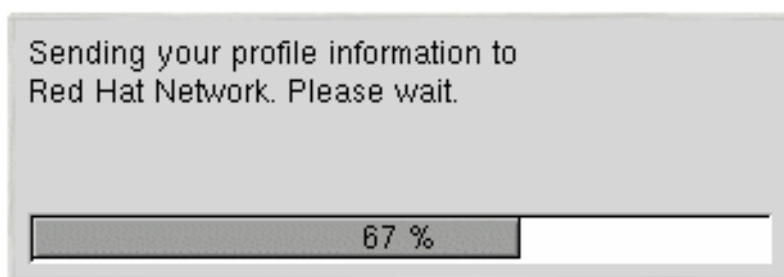 Sending your profile information to
Red Hat Network. Please wait.
67 %